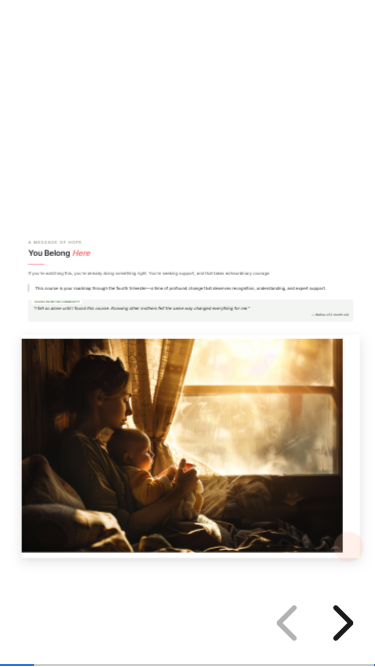 A MESSAGE OF HOPE
You Belong Here
If you're watching this, you're already doing something right. You're seeking support, and that takes extraordinary courage.
This course is your roadmap through the fourth trimester—a time of profound change that deserves recognition, understanding, and expert support.
"I felt so alone until I found this course. Knowing other mothers felt the same way changed everything for me."